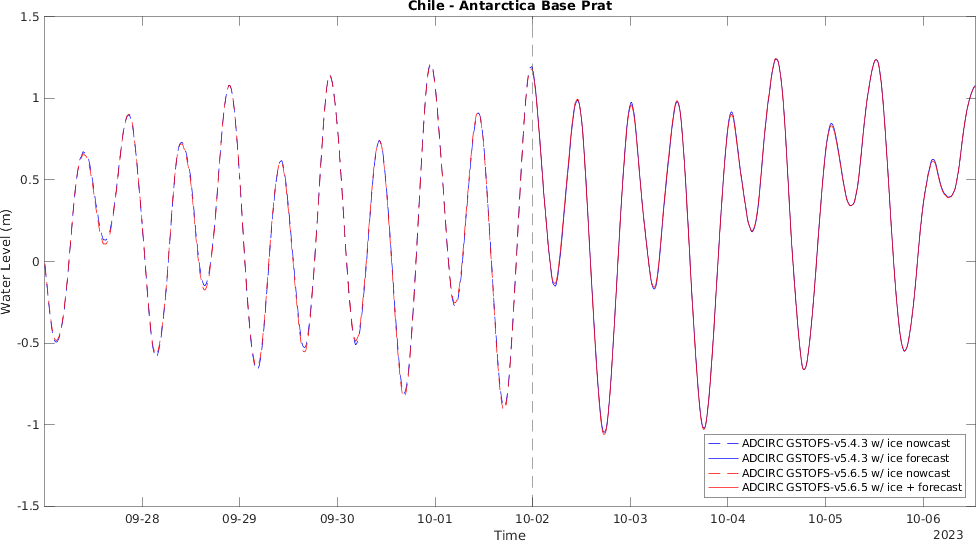 Chile - Antarctica Base Prat
1.5
1
0.5
0
-0.5
-1
-1.5
Water Level (m)
ADCIRC GSTOFS-v5.4.3 w/ ice nowcast
ADCIRC GSTOFS-v5.4.3 w/ ice forecast
ADCIRC GSTOFS-v5.6.5 w/ ice nowcast
ADCIRC GSTOFS-v5.6.5 w/ ice + forecast
09-28 09-29 09-30 10-01 10-02 10-03 10-04 10-05 10-06
Time
2023